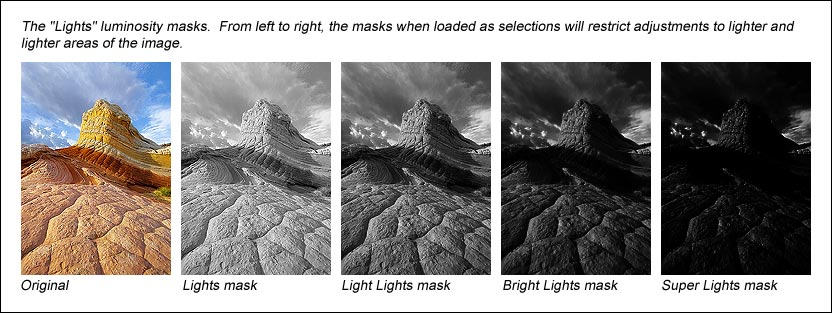 The "Lights" luminosity masks.  From left to right, the masks when loaded as selections will restrict adjustments to lighter and
lighter areas of the image.
Original
Lights mask
Light Lights mask
Bright Lights mask
Super Lights mask